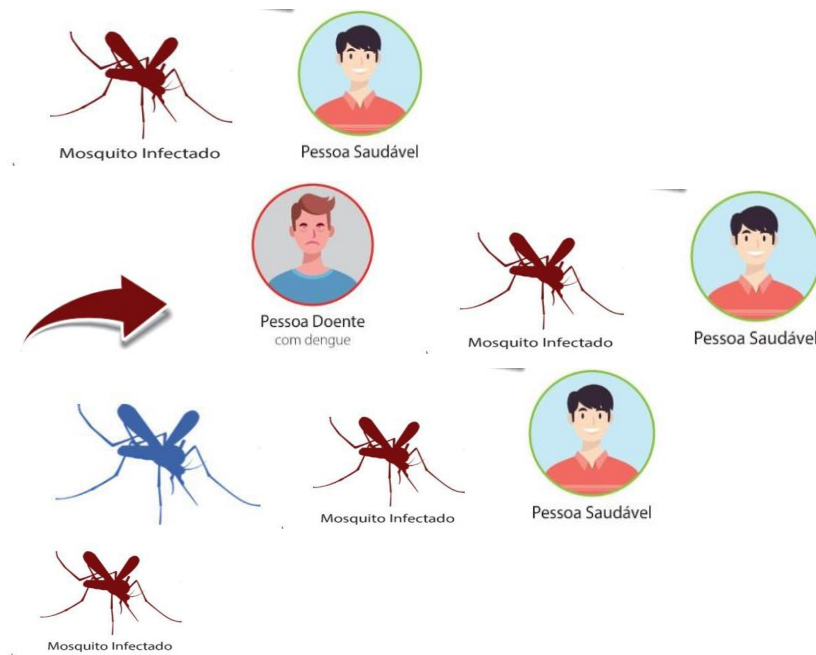 Mosquito Infectado
Pessoa Saudável
Pessoa Doente
com dengue
Mosquito Infectado
Pessoa Saudável
Mosquito Infectado
Pessoa Saudável
Mosquito Infectado